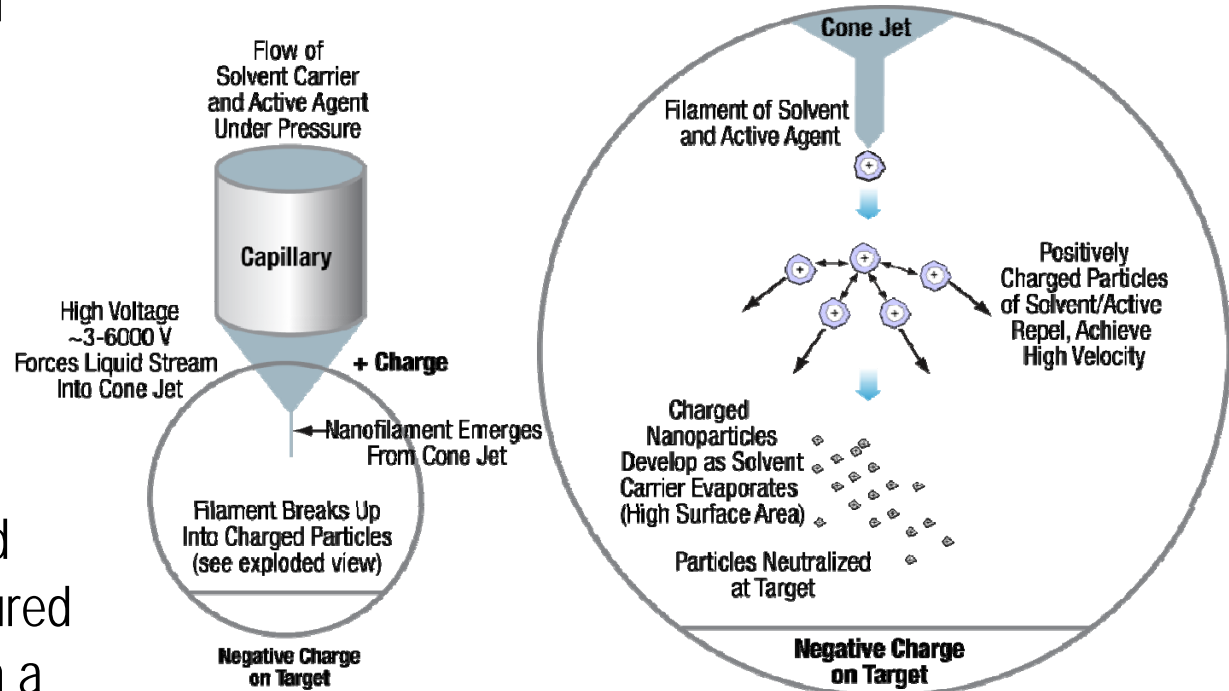 Flow of
Solvent Carrier
and Active Agent
Under Pressure
Capillary
High Voltage
~3-6000 V
Forces Liquid Stream
Into Cone Jet
+ Charge
Nanofilament Emerges
From Cone Jet
Filament Breaks Up
Into Charged Particles
(see exploded view)
Negative Charge
on Target
Cone Jet
Filament of Solvent
and Active Agent
+
+
+
+
+
+
Positively
Charged Particles
of Solvent/Active
Repel, Achieve
High Velocity
Charged
Nanoparticles
Develop as Solvent
Carrier Evaporates
(High Surface Area)
Particles Neutralized
at Target
Negative Charge
on Target
a